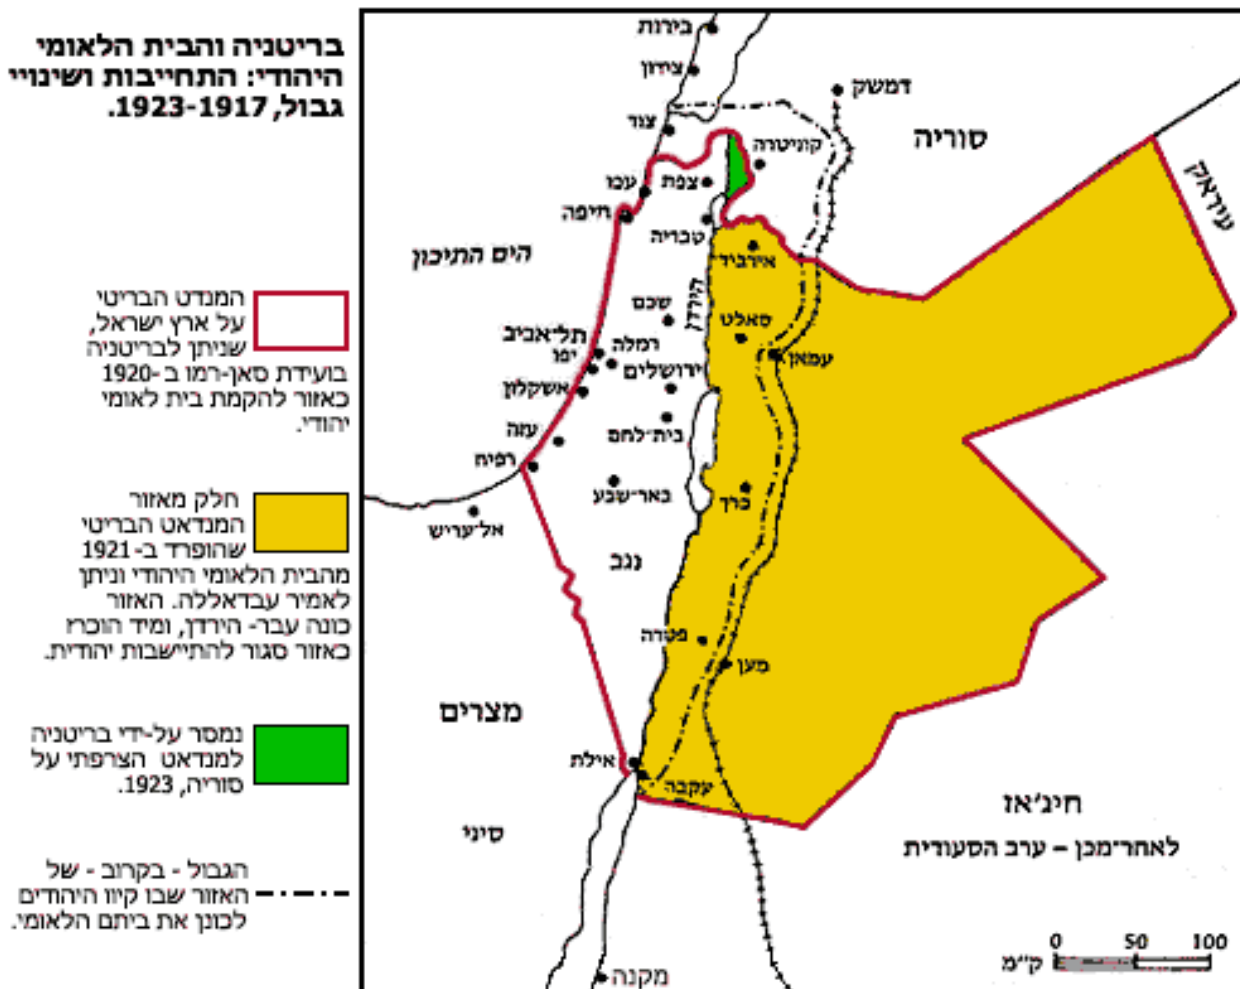 בריטניה והבית הלאומי
היהודי: התחייבות ושינויי
גבול, 1923-1917.
המנדט הבריטי
על ארץ ישראל,
שניתן לבריטניה
בועידת סאן-רמו ב -1920
כאזור להקמת בית לאומי
יהודי.
חלק מאזור
המנדאט הבריטי
שהופרד ב- 1921
מהבית הלאומי היהודי וניתן
לאמיר עבדאללה. האזור
כונה עבר- הירדן, ומיד הוכרז
כאזור סגור להתיישבות יהודית.
נמסר על-ידי בריטניה
למנדאט הצרפתי על
סוריה, 1923.
הגבול - בקרוב - של
האזור שבו קיוו היהודים
לכונן את ביתם הלאומי.
בירות
צידון
דמשק
צור
סוריה
קוניטרה
צפת
עכו
עיראק
חיפה
טבריה
הים התיכון
אירביד
הירדן
שכם
סאלט
תל־אביב
רמלה
יפו
עמאן
ירושלים
אשקלון
עזה
בית־לחם
רפיח
באר־שבע
כרך
אל־עריש
נגב
פטרה
מען
מצרים
אילת
עקבה
חיג'אז
סיני
לאחר־מכן – ערב הסעודית
0 50 100
ק"מ
מקנה